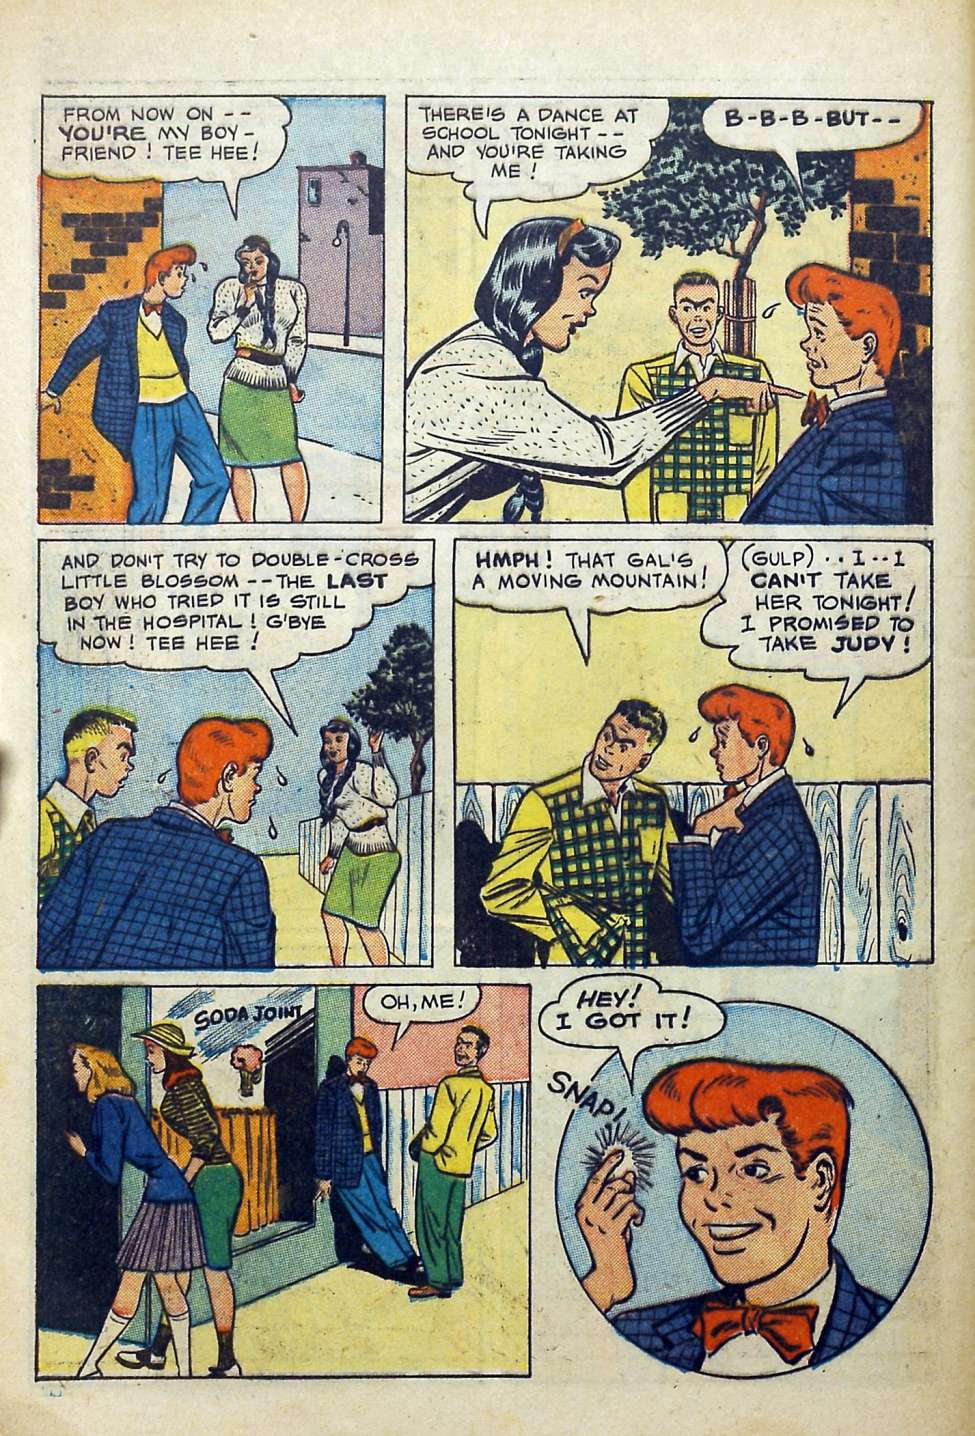 FROM NOW ON --
YOU'RE MY BOY-
FRIEND! TEE HEE!
THERE'S A DANCE AT
SCHOOL TONIGHT --
AND YOU'RE TAKING
ME!
B-B-B-BUT--
AND DON'T TRY TO DOUBLE-CROSS
LITTLE BLOSSOM -- THE LAST
BOY WHO TRIED IT IS STILL
IN THE HOSPITAL! G'BYE
NOW! TEE HEE!
HMPH! THAT GAL'S
A MOVING MOUNTAIN!
(GULP)..I--I
CAN'T TAKE
HER TONIGHT!
I PROMISED TO
TAKE JUDY!
SODA JOINT
OH, ME!
HEY!
I GOT IT!
SNAP!